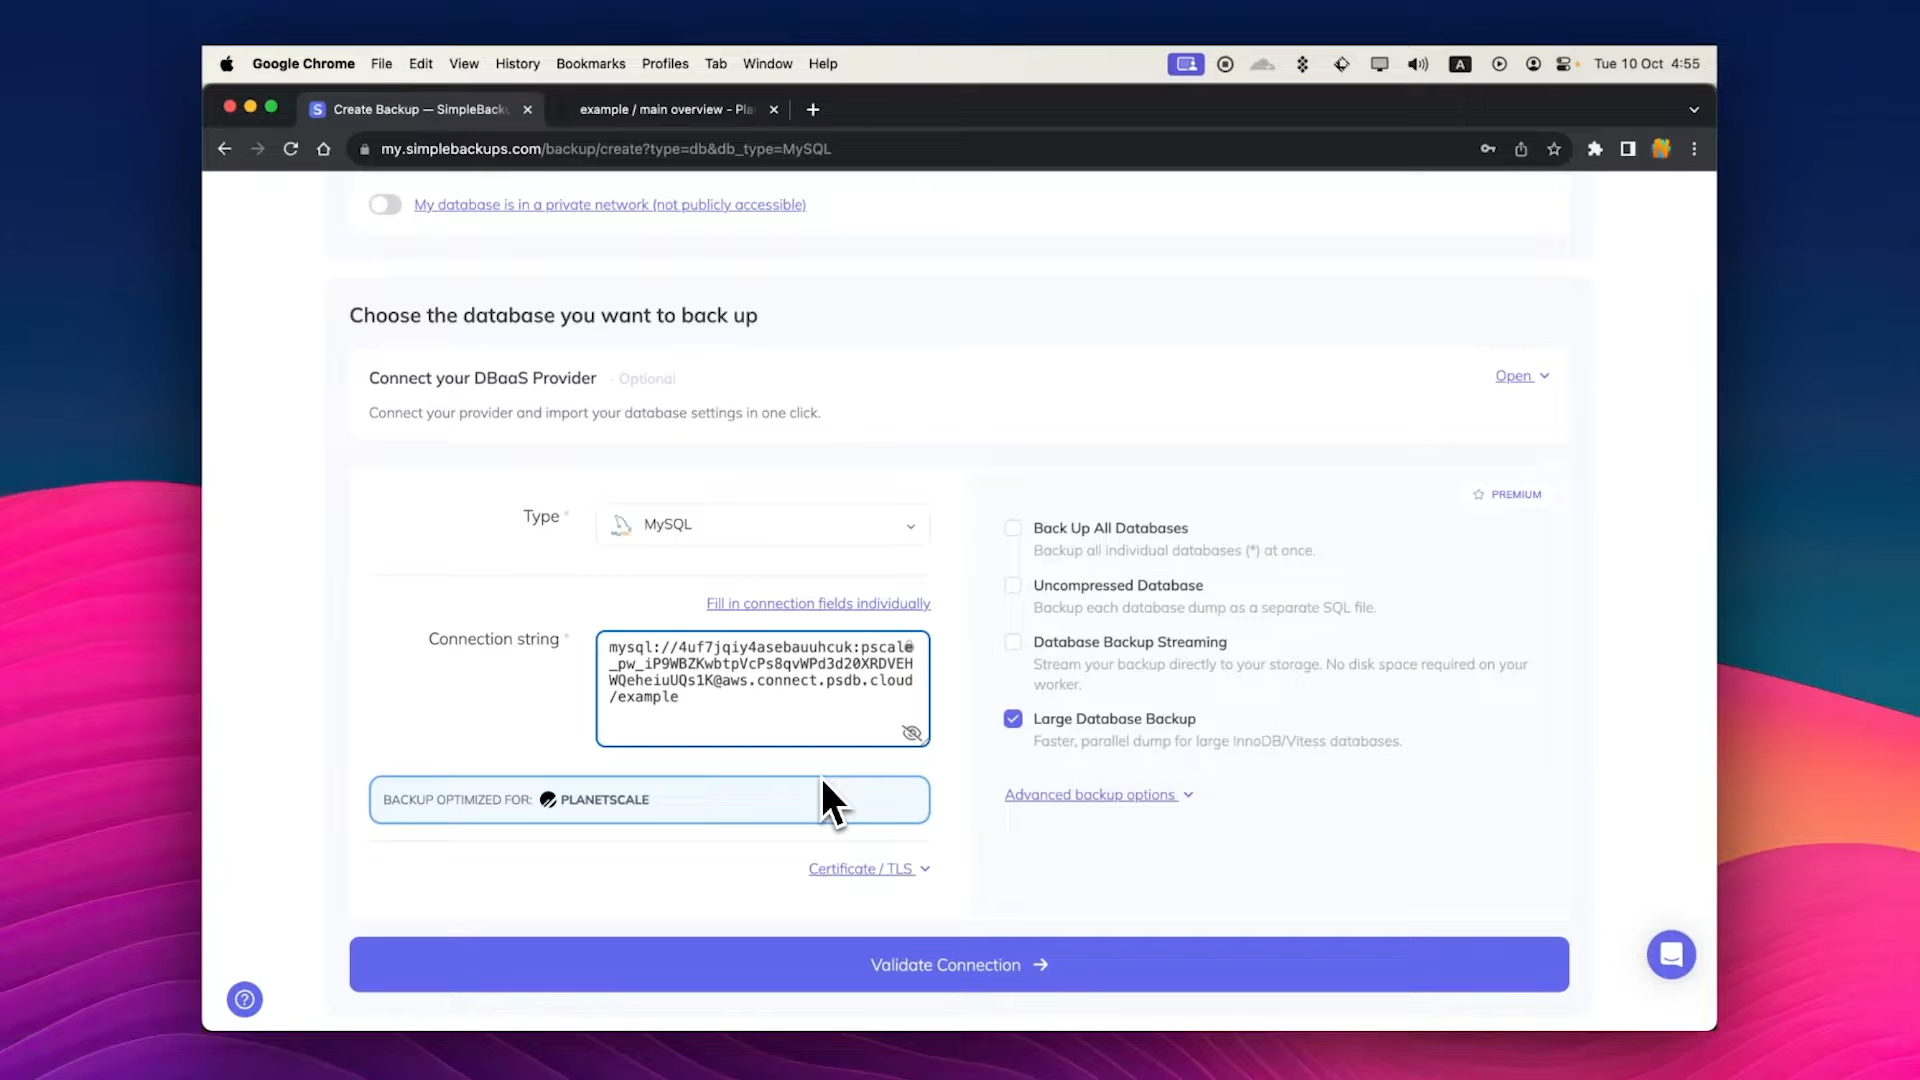 Google Chrome File Edit View History Bookmarks Profiles Tab Window Help
A Tue 10 Oct 4:55
S Create Backup — SimpleBack
example / main overview - Pla
my.simplebackups.com/backup/create?type=db&db_type=MySQL
My database is in a private network (not publicly accessible)
Choose the database you want to back up
Connect your DBaaS Provider - Optional
Open
Connect your provider and import your database settings in one click.
PREMIUM
Type *
MySQL
Fill in connection fields individually
Connection string *
mysql://4uf7jqiy4asebauuhcuk:pscale
_pw_iP9WBZKwbtpVcPs8qvWPd3d20XRDVEH
WQeheiuUQs1K@aws.connect.psdb.cloud
/example
BACKUP OPTIMIZED FOR: PLANETSCALE
Certificate / TLS
Back Up All Databases
Backup all individual databases (*) at once.
Uncompressed Database
Backup each database dump as a separate SQL file.
Database Backup Streaming
Stream your backup directly to your storage. No disk space required on your
worker.
Large Database Backup
Faster, parallel dump for large InnoDB/Vitess databases.
Advanced backup options
Validate Connection →